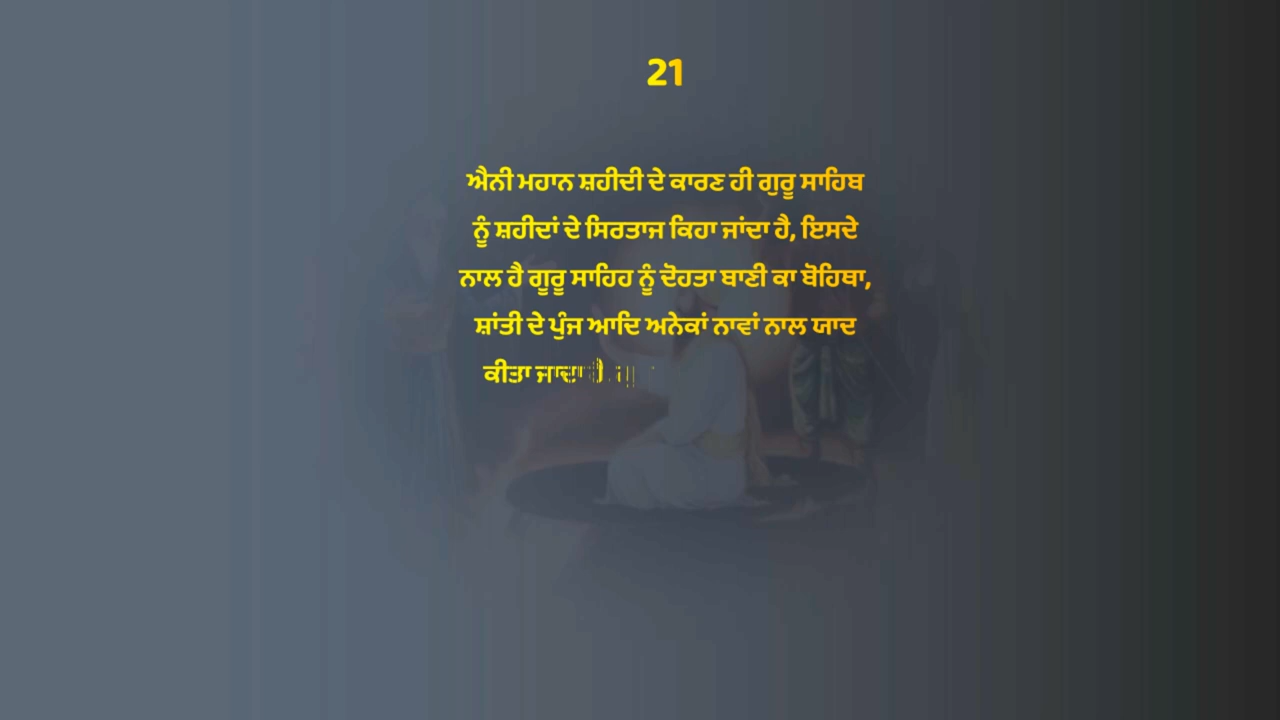 21
ਐਨੀ ਮਹਾਨ ਸ਼ਹੀਦੀ ਦੇ ਕਾਰਣ ਹੀ ਗੁਰੂ ਸਾਹਿਬ
ਨੂੰ ਸ਼ਹੀਦਾਂ ਦੇ ਸਿਰਤਾਜ ਕਿਹਾ ਜਾਂਦਾ ਹੈ, ਇਸਦੇ
ਨਾਲ ਹੈ ਗੂਰੂ ਸਾਹਿਹ ਨੂੰ ਦੋਹਤਾ ਬਾਣੀ ਕਾ ਬੋਹਿਥਾ,
ਸ਼ਾਂਤੀ ਦੇ ਪੁੰਜ ਆਦਿ ਅਨੇਕਾਂ ਨਾਵਾਂ ਨਾਲ ਯਾਦ
ਕੀਤਾ